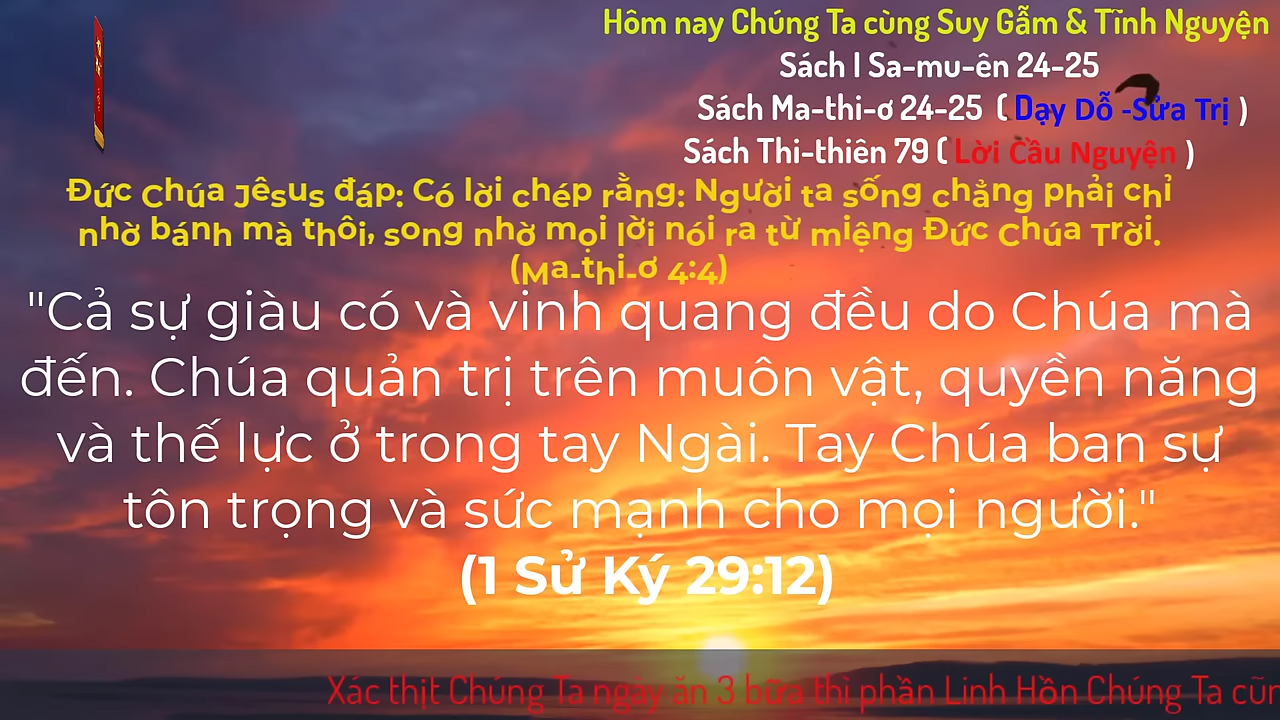 Hôm nay Chúng Ta cùng Suy Gẫm & Tĩnh Nguyện
Sách I Sa-mu-ên 24-25
Sách Ma-thi-ơ 24-25 ( Dạy Dỗ -Sửa Trị )
Sách Thi-thiên 79 ( Lời Cầu Nguyện )
Đức Chúa Jêsus đáp: Có lời chép rằng: Người ta sống chẳng phải chỉ
nhờ bánh mà thôi, song nhờ mọi lời nói ra từ miệng Đức Chúa Trời.
(Ma-thi-ơ 4:4)
"Cả sự giàu có và vinh quang đều do Chúa mà
đến. Chúa quản trị trên muôn vật, quyền năng
và thế lực ở trong tay Ngài. Tay Chúa ban sự
tôn trọng và sức mạnh cho mọi người."
(1 Sử Ký 29:12)
Xác thịt Chúng Ta ngày ăn 3 bữa thì phần Linh Hồn Chúng Ta